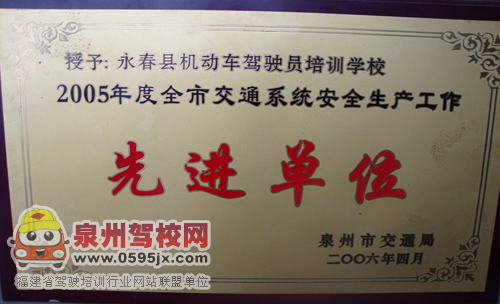 授予：永春县机动车驾驶员培训学校
2005年度全市交通系统安全生产工作
先进单位
泉州市交通局
二〇〇六年四月
泉州驾校网
www.0595jx.com
福建省驾驶培训行业网站联盟单位